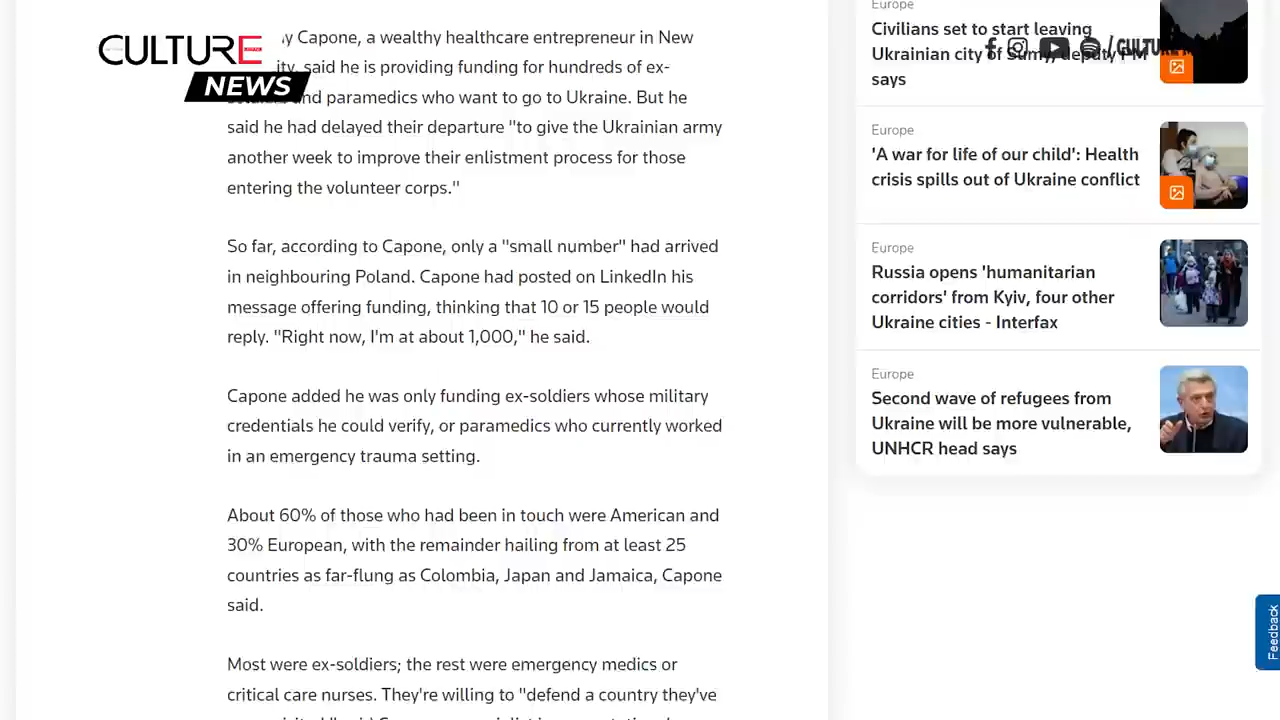 CULTURE
NEWS
Capone, a wealthy healthcare entrepreneur in New
said he is providing funding for hundreds of ex-
and paramedics who want to go to Ukraine. But he
said he had delayed their departure "to give the Ukrainian army
another week to improve their enlistment process for those
entering the volunteer corps."
So far, according to Capone, only a "small number" had arrived
in neighbouring Poland. Capone had posted on LinkedIn his
message offering funding, thinking that 10 or 15 people would
reply. "Right now, I'm at about 1,000," he said.
Capone added he was only funding ex-soldiers whose military
credentials he could verify, or paramedics who currently worked
in an emergency trauma setting.
About 60% of those who had been in touch were American and
30% European, with the remainder hailing from at least 25
countries as far-flung as Colombia, Japan and Jamaica, Capone
said.
Most were ex-soldiers; the rest were emergency medics or
critical care nurses. They're willing to "defend a country they've
Europe
Civilians set to start leaving
Ukrainian city of Sumy, deputy PM
says
Europe
'A war for life of our child': Health
crisis spills out of Ukraine conflict
Europe
Russia opens 'humanitarian
corridors' from Kyiv, four other
Ukraine cities - Interfax
Europe
Second wave of refugees from
Ukraine will be more vulnerable,
UNHCR head says
Feedback